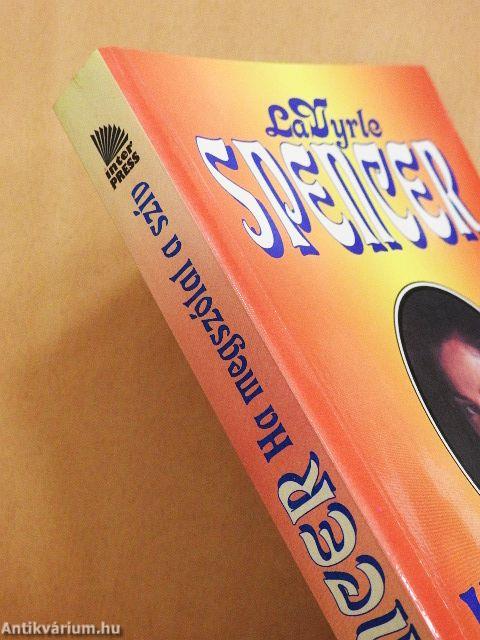 LaVyrle
SPENCER
inter
PRESS
Ha megszólal a szív
NCER
Antikvárium.hu